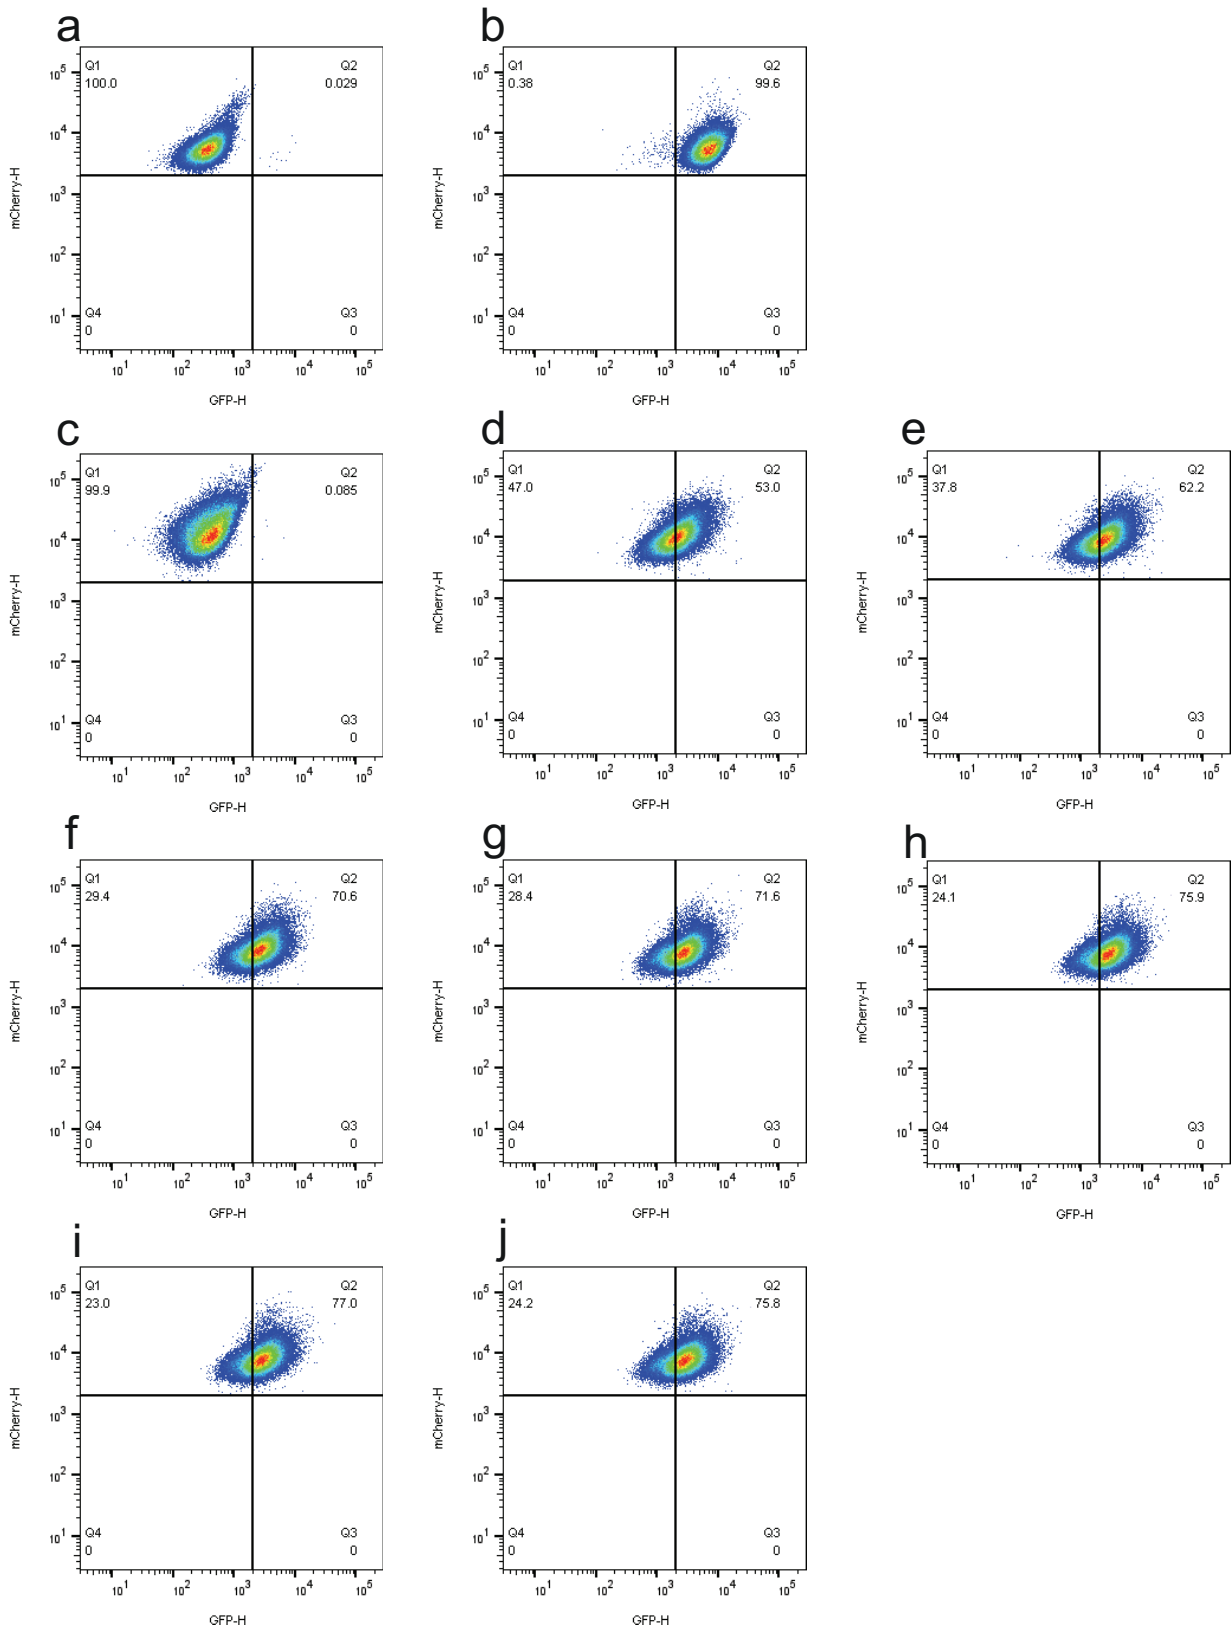 a
Q1
100.0
Q2
0.029
10^5
10^4
10^3
10^2
10^1
mCherry-H
Q4
0
Q3
0
10^1 10^2 10^3 10^4 10^5
GFP-H
b
Q1
0.38
Q2
99.6
10^5
10^4
10^3
10^2
10^1
mCherry-H
Q4
0
Q3
0
10^1 10^2 10^3 10^4 10^5
GFP-H
c
Q1
99.9
Q2
0.085
10^5
10^4
10^3
10^2
10^1
mCherry-H
Q4
0
Q3
0
10^1 10^2 10^3 10^4 10^5
GFP-H
d
Q1
47.0
Q2
53.0
10^5
10^4
10^3
10^2
10^1
mCherry-H
Q4
0
Q3
0
10^1 10^2 10^3 10^4 10^5
GFP-H
e
Q1
37.8
Q2
62.2
10^5
10^4
10^3
10^2
10^1
mCherry-H
Q4
0
Q3
0
10^1 10^2 10^3 10^4 10^5
GFP-H
f
Q1
29.4
Q2
70.6
10^5
10^4
10^3
10^2
10^1
mCherry-H
Q4
0
Q3
0
10^1 10^2 10^3 10^4 10^5
GFP-H
g
Q1
28.4
Q2
71.6
10^5
10^4
10^3
10^2
10^1
mCherry-H
Q4
0
Q3
0
10^1 10^2 10^3 10^4 10^5
GFP-H
h
Q1
24.1
Q2
75.9
10^5
10^4
10^3
10^2
10^1
mCherry-H
Q4
0
Q3
0
10^1 10^2 10^3 10^4 10^5
GFP-H
i
Q1
23.0
Q2
77.0
10^5
10^4
10^3
10^2
10^1
mCherry-H
Q4
0
Q3
0
10^1 10^2 10^3 10^4 10^5
GFP-H
j
Q1
24.2
Q2
75.8
10^5
10^4
10^3
10^2
10^1
mCherry-H
Q4
0
Q3
0
10^1 10^2 10^3 10^4 10^5
GFP-H